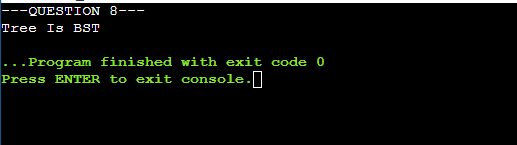 ---QUESTION 8---
Tree Is BST
...Program finished with exit code 0
Press ENTER to exit console.